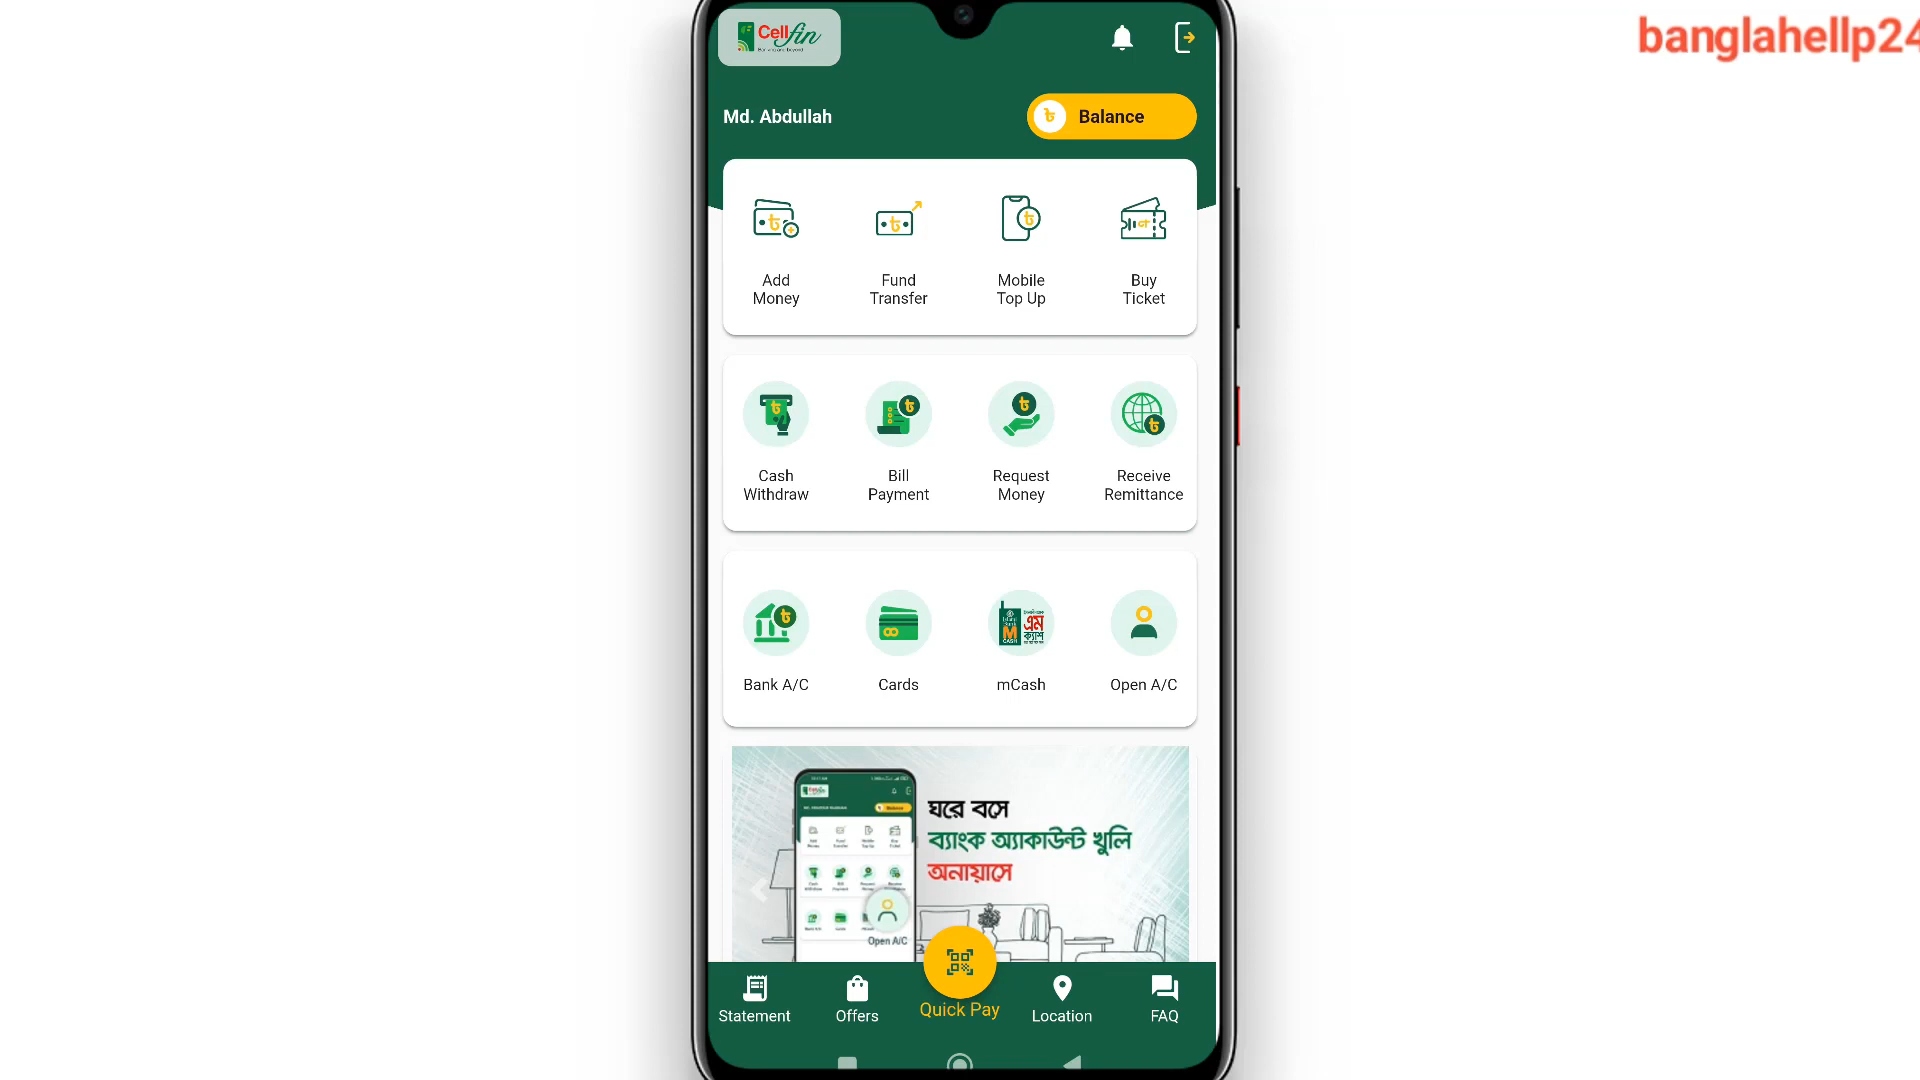 Cellfin
banglahellp24
Md. Abdullah
Balance
Add
Money
Fund
Transfer
Mobile
Top Up
Buy
Ticket
Cash
Withdraw
Bill
Payment
Request
Money
Receive
Remittance
এম
ক্যাশ
Bank A/C
Cards
mCash
Open A/C
ঘরে বসে
ব্যাংক অ্যাকাউন্ট খুলি
অনায়াসে
Open A/C
Statement
Offers
Quick Pay
Location
FAQ